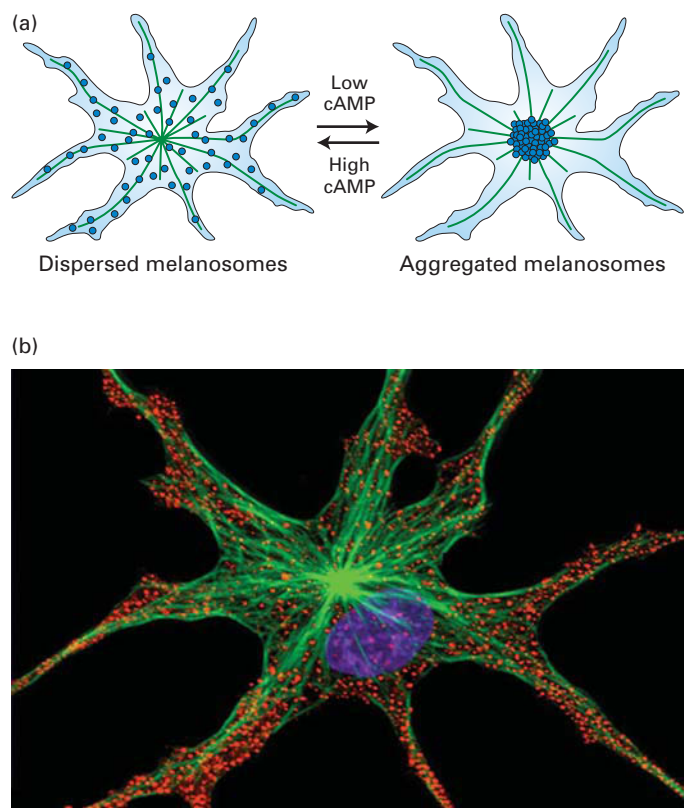 (a)
Low
cAMP
High
cAMP
Dispersed melanosomes
Aggregated melanosomes
(b)